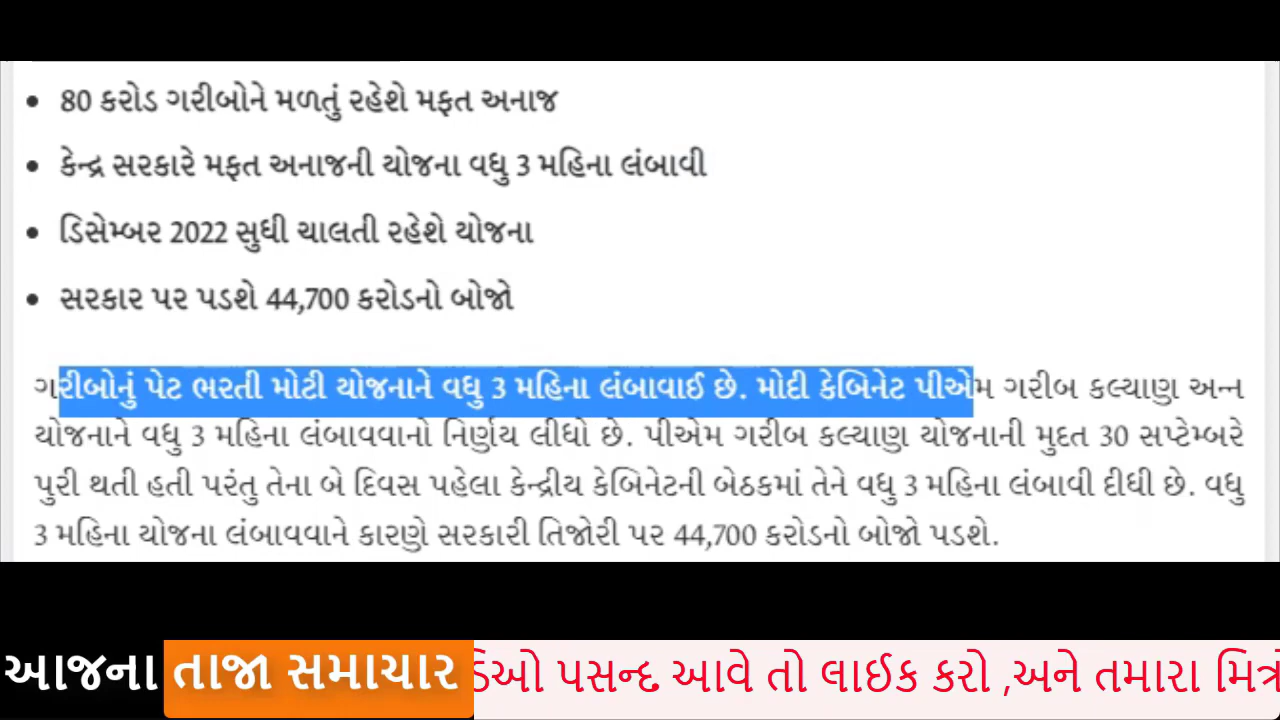 80 કરોડ ગરીબોને મળતું રહેશે મફત અનાજ
કેન્દ્ર સરકારે મફત અનાજની યોજના વધુ 3 મહિના લંબાવી
ડિસેમ્બર 2022 સુધી ચાલતી રહેશે યોજના
સરકાર પર પડશે 44,700 કરોડનો બોજો
ગરીબોનું પેટ ભરતી મોટી યોજનાને વધુ 3 મહિના લંબાવાઈ છે. મોદી કેબિનેટ પીએમ ગરીબ કલ્યાણ અન્ન
યોજનાને વધુ 3 મહિના લંબાવવાનો નિર્ણય લીધો છે. પીએમ ગરીબ કલ્યાણ યોજનાની મુદત 30 સપ્ટેમ્બરે
પુરી થતી હતી પરંતુ તેના બે દિવસ પહેલા કેન્દ્રીય કેબિનેટની બેઠકમાં તેને વધુ 3 મહિના લંબાવી દીધી છે. વધુ
3 મહિના યોજના લંબાવવાને કારણે સરકારી તિજોરી પર 44,700 કરોડનો બોજો પડશે.
આજના તાજા સમાચાર પસન્દ આવે તો લાઈક કરો ,અને તમારા